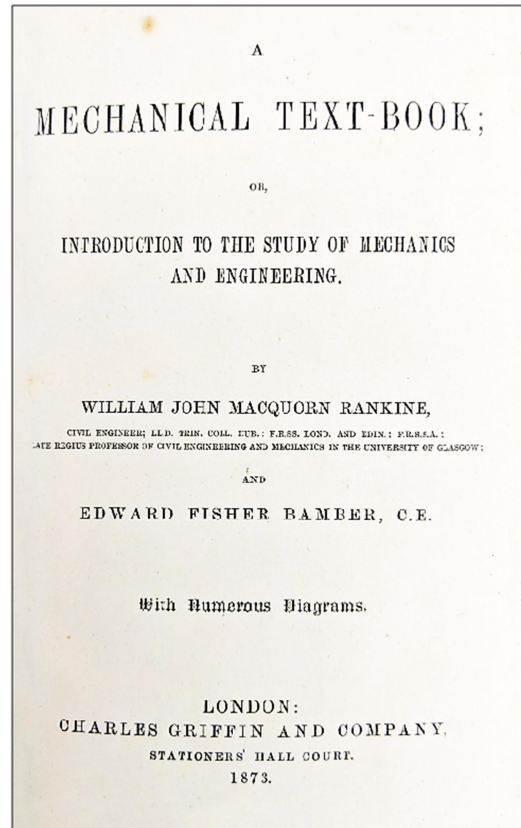 A
MECHANICAL TEXT-BOOK;
OR,
INTRODUCTION TO THE STUDY OF MECHANICS
AND ENGINEERING.
BY
WILLIAM JOHN MACQUORN RANKINE,
CIVIL ENGINEER; LL.D. TRIN. COLL. DUB.; F.R.SS. LOND. AND EDIN.; F.R.S.S.A.;
LATE REGIUS PROFESSOR OF CIVIL ENGINEERING AND MECHANICS IN THE UNIVERSITY OF GLASGOW;
AND
EDWARD FISHER BAMBER, C.E.
With Numerous Diagrams.
LONDON:
CHARLES GRIFFIN AND COMPANY,
STATIONERS' HALL COURT.
1873.